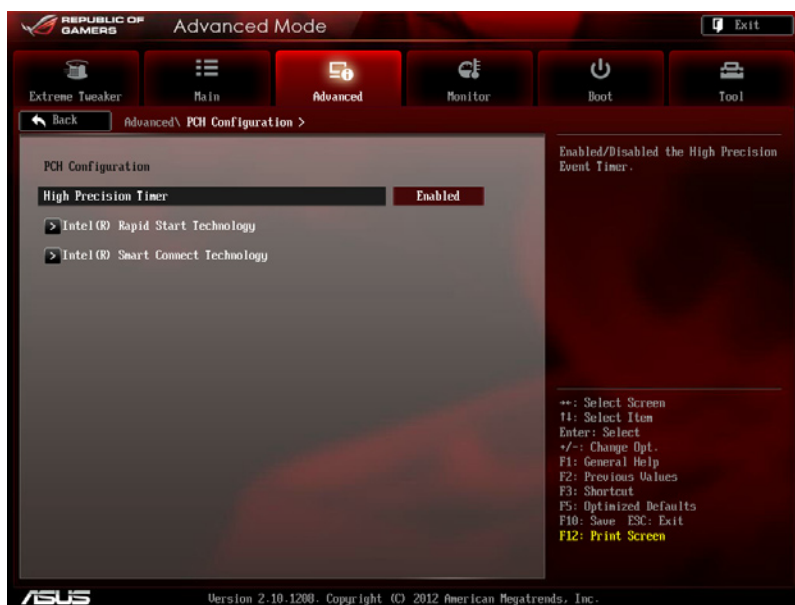 REPUBLIC OF
GAMERS
Advanced Mode
Exit
Extreme Tweaker
Main
Advanced
Monitor
Boot
Tool
Back
Advanced\ PCH Configuration >
PCH Configuration
High Precision Timer
Enabled
>Intel(R) Rapid Start Technology
>Intel(R) Smart Connect Technology
Enabled/Disabled the High Precision
Event Timer.
→←: Select Screen
↑↓: Select Item
Enter: Select
+/-: Change Opt.
F1: General Help
F2: Previous Values
F3: Shortcut
F5: Optimized Defaults
F10: Save ESC: Exit
F12: Print Screen
ASUS
Version 2.10.1208. Copyright (C) 2012 American Megatrends, Inc.